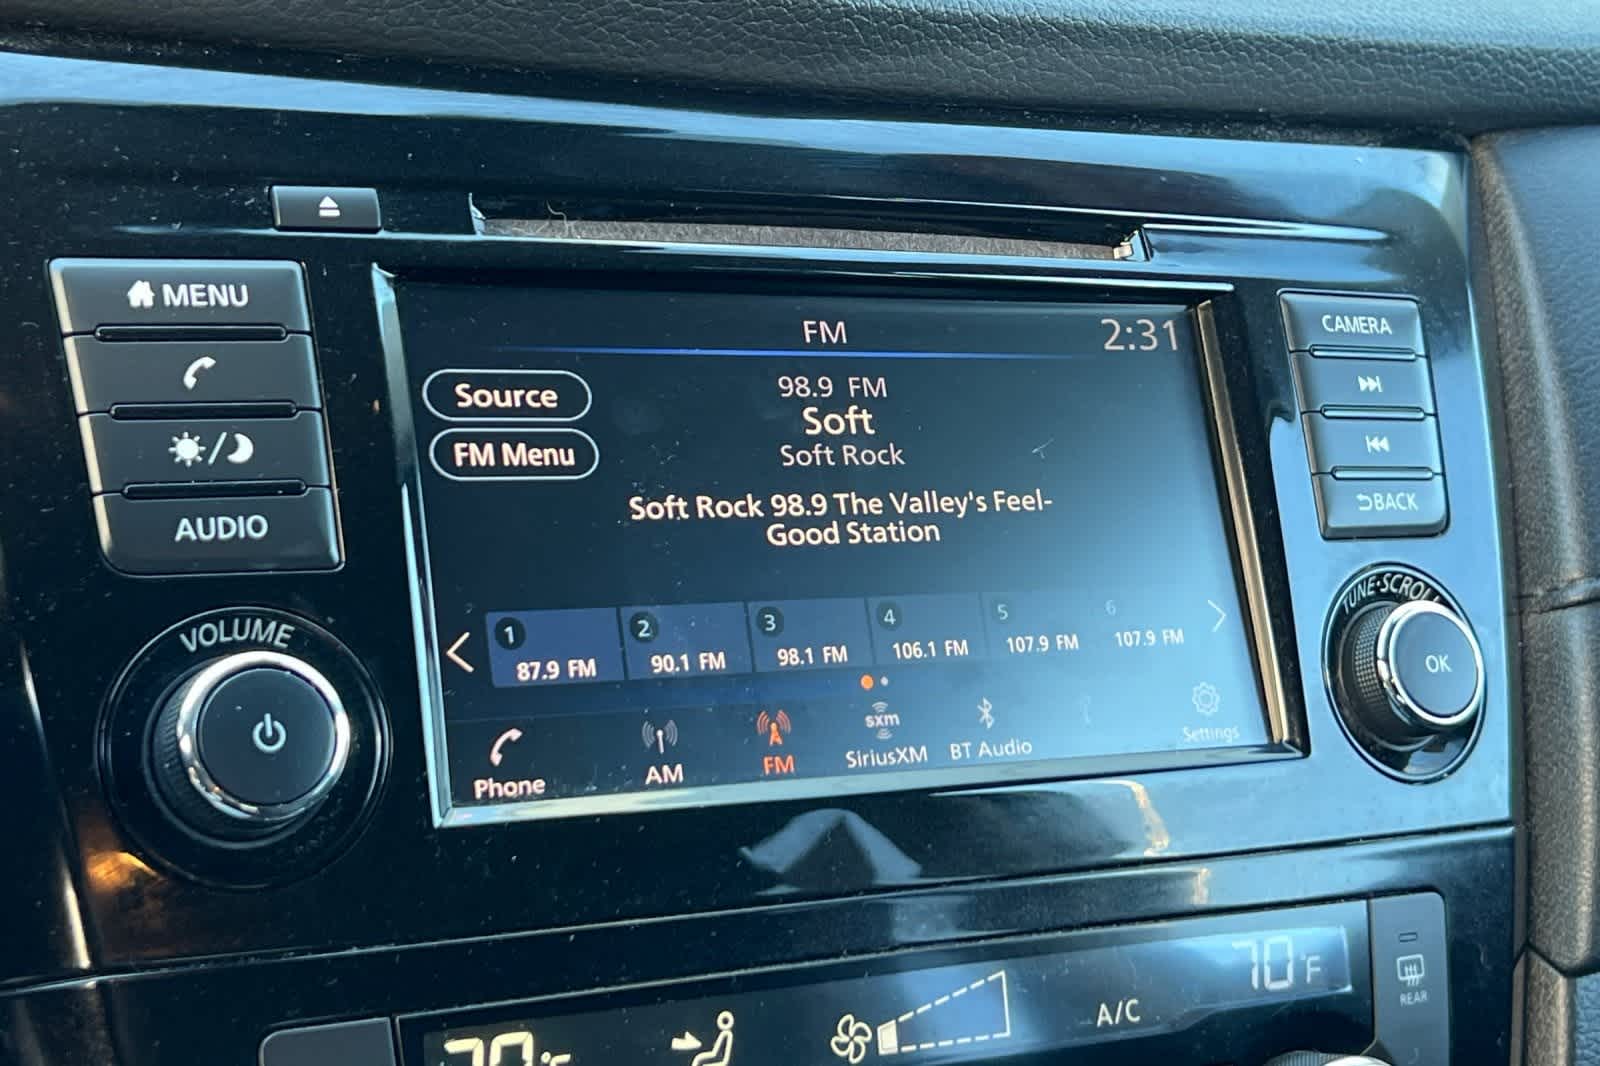 MENU
AUDIO
VOLUME
FM
2:31
Source
FM Menu
98.9 FM
Soft
Soft Rock
Soft Rock 98.9 The Valley's Feel-
Good Station
1
87.9 FM
2
90.1 FM
3
98.1 FM
4
106.1 FM
5
107.9 FM
6
107.9 FM
Phone
AM
FM
sxm
SiriusXM
BT Audio
Settings
CAMERA
BACK
TUNE·SCROLL
OK
70°F
A/C
70°F
REAR